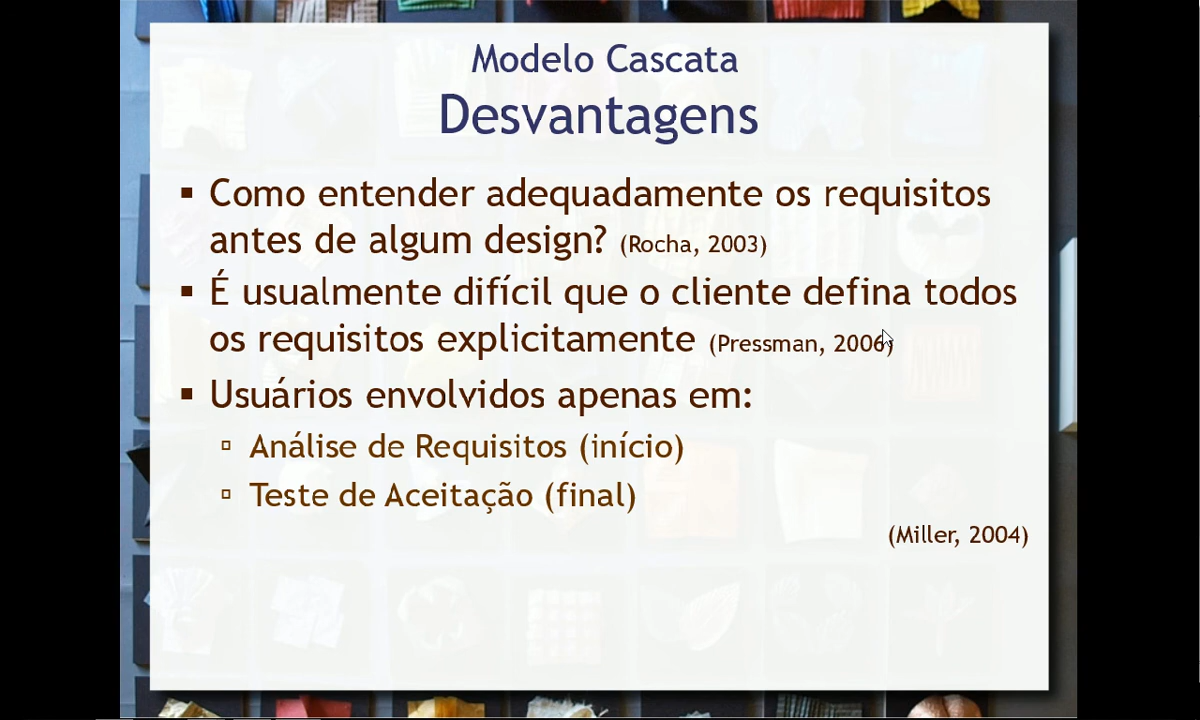 Modelo Cascata
Desvantagens
▪ Como entender adequadamente os requisitos
antes de algum design? (Rocha, 2003)
▪ É usualmente difícil que o cliente defina todos
os requisitos explicitamente (Pressman, 2006)
▪ Usuários envolvidos apenas em:
▫ Análise de Requisitos (início)
▫ Teste de Aceitação (final)
(Miller, 2004)